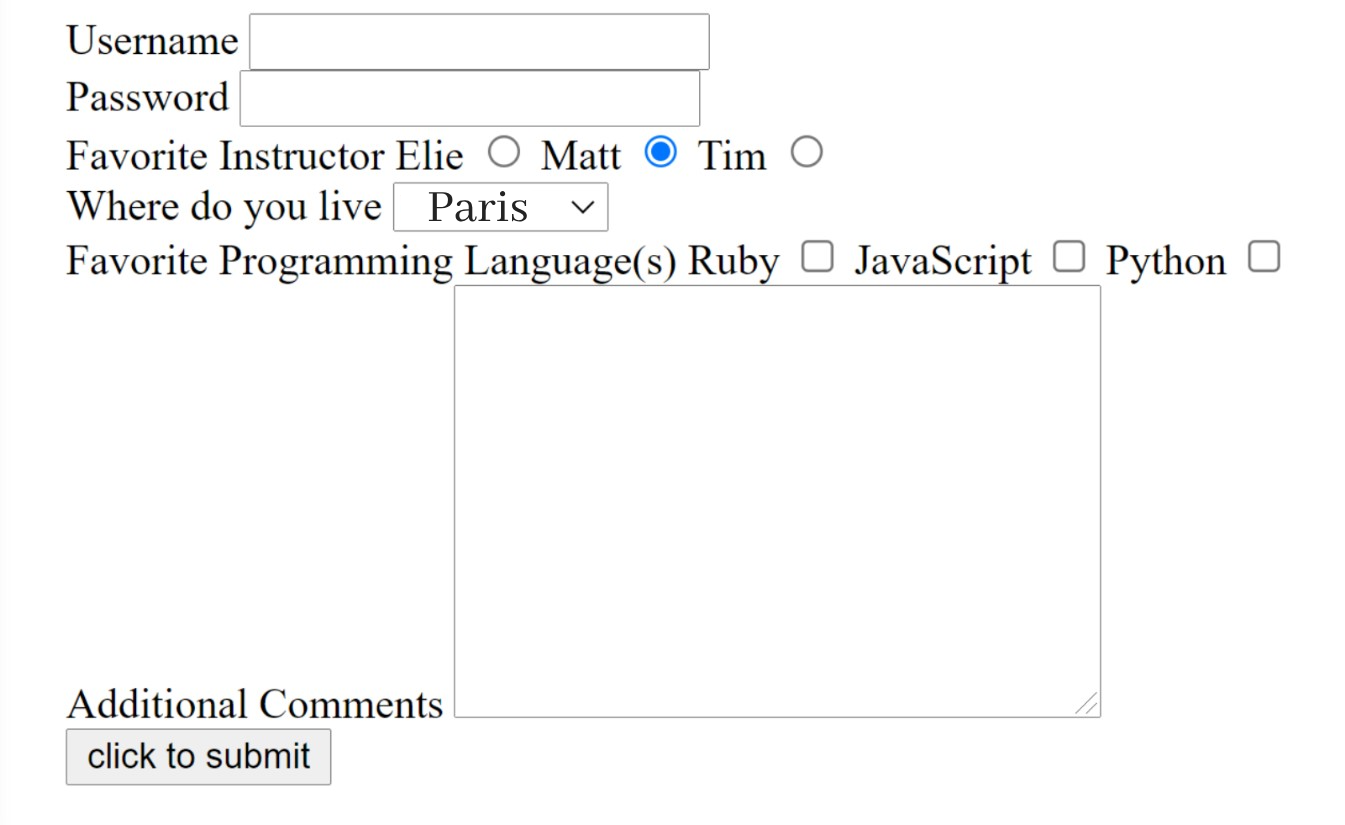 Username
Password
Favorite Instructor Elie Matt Tim
Where do you live Paris
Favorite Programming Language(s) Ruby JavaScript Python
Additional Comments
click to submit